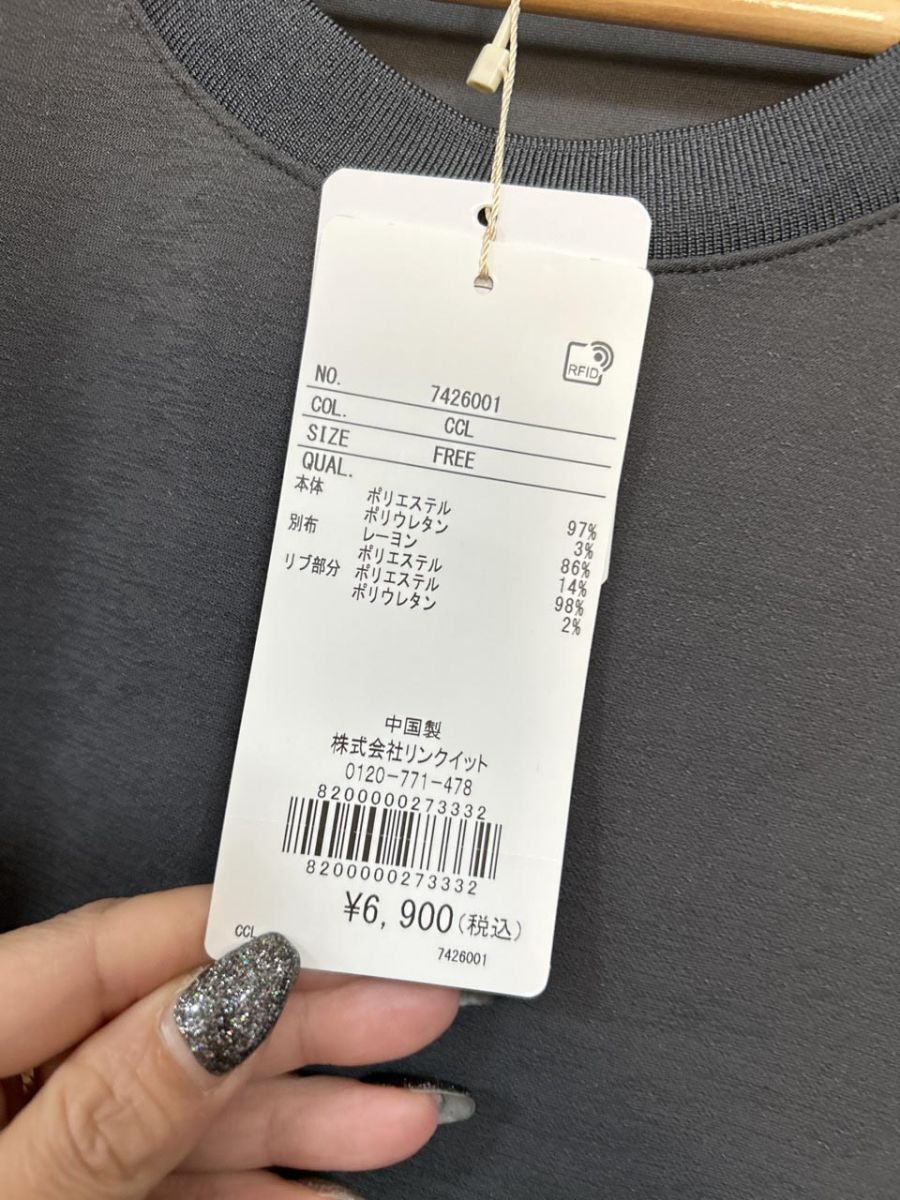 RFID
NO. 7426001
COL. CCL
SIZE FREE
QUAL.
本体 ポリエステル 97%
ポリウレタン 3%
別布 レーヨン 86%
ポリエステル 14%
リブ部分 ポリエステル 98%
ポリウレタン 2%
中国製
株式会社リンクイット
0120-771-478
8200000273332
8200000273332
¥6,900(税込)
CCL 7426001